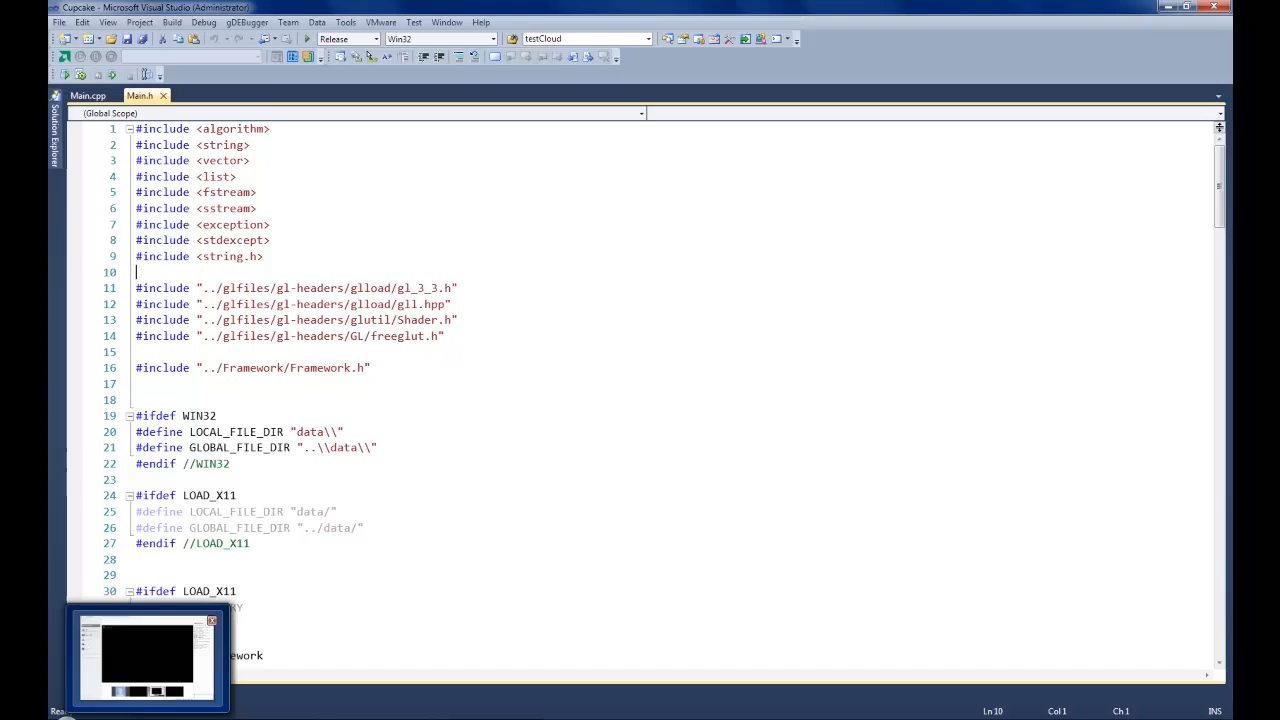 Cupcake - Microsoft Visual Studio (Administrator)
File Edit View Project Build Debug gDEBugger Team Data Tools VMware Test Window Help
Release Win32 testCloud
Main.cpp Main.h
Solution Explorer
(Global Scope)
1 #include <algorithm>
2 #include <string>
3 #include <vector>
4 #include <list>
5 #include <fstream>
6 #include <sstream>
7 #include <exception>
8 #include <stdexcept>
9 #include <string.h>
10
11 #include "../glfiles/gl-headers/glload/gl_3_3.h"
12 #include "../glfiles/gl-headers/glload/gll.hpp"
13 #include "../glfiles/gl-headers/glutil/Shader.h"
14 #include "../glfiles/gl-headers/GL/freeglut.h"
15
16 #include "../Framework/Framework.h"
17
18
19 #ifdef WIN32
20 #define LOCAL_FILE_DIR "data\\"
21 #define GLOBAL_FILE_DIR "..\\data\\"
22 #endif //WIN32
23
24 #ifdef LOAD_X11
25 #define LOCAL_FILE_DIR "data/"
26 #define GLOBAL_FILE_DIR "../data/"
27 #endif //LOAD_X11
28
29
30 #ifdef LOAD_X11
RY
ework
Rea
Ln 10 Col 1 Ch 1 INS